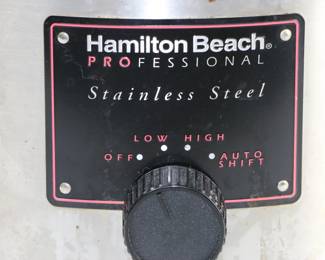 Hamilton Beach®
PROFESSIONAL
Stainless Steel
LOW HIGH
OFF AUTO
SHIFT